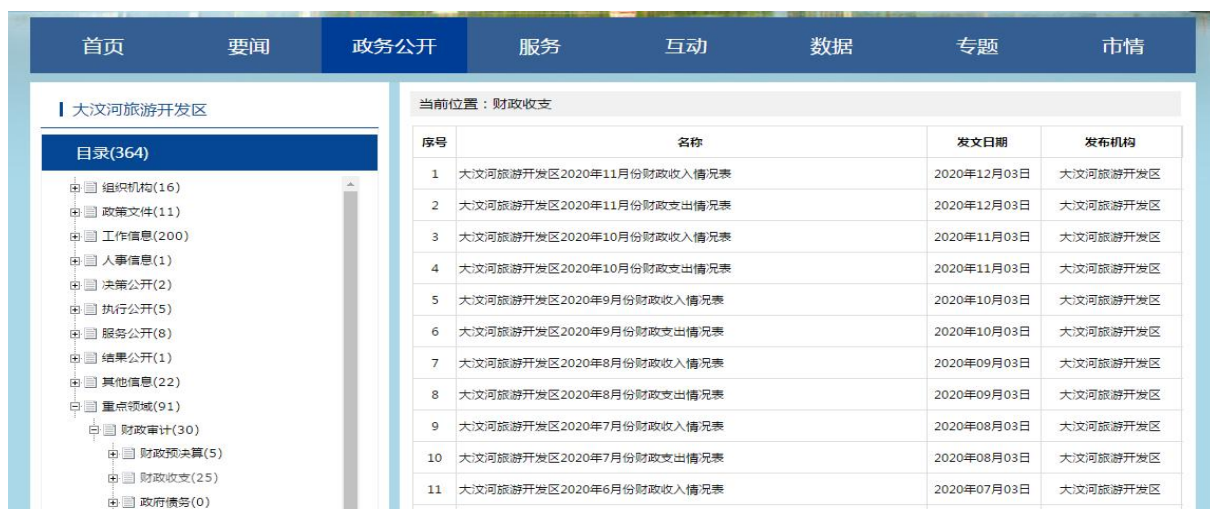 首页 要闻 政务公开 服务 互动 数据 专题 市情
大汶河旅游开发区
目录(364)
组织机构(16)
政策文件(11)
工作信息(200)
人事信息(1)
决策公开(2)
执行公开(5)
服务公开(8)
结果公开(1)
其他信息(22)
重点领域(91)
财政审计(30)
财政预决算(5)
财政收支(25)
政府债务(0)
当前位置：财政收支
序号 名称 发文日期 发布机构
1 大汶河旅游开发区2020年11月份财政收入情况表 2020年12月03日 大汶河旅游开发区
2 大汶河旅游开发区2020年11月份财政支出情况表 2020年12月03日 大汶河旅游开发区
3 大汶河旅游开发区2020年10月份财政收入情况表 2020年11月03日 大汶河旅游开发区
4 大汶河旅游开发区2020年10月份财政支出情况表 2020年11月03日 大汶河旅游开发区
5 大汶河旅游开发区2020年9月份财政收入情况表 2020年10月03日 大汶河旅游开发区
6 大汶河旅游开发区2020年9月份财政支出情况表 2020年10月03日 大汶河旅游开发区
7 大汶河旅游开发区2020年8月份财政收入情况表 2020年09月03日 大汶河旅游开发区
8 大汶河旅游开发区2020年8月份财政支出情况表 2020年09月03日 大汶河旅游开发区
9 大汶河旅游开发区2020年7月份财政收入情况表 2020年08月03日 大汶河旅游开发区
10 大汶河旅游开发区2020年7月份财政支出情况表 2020年08月03日 大汶河旅游开发区
11 大汶河旅游开发区2020年6月份财政收入情况表 2020年07月03日 大汶河旅游开发区